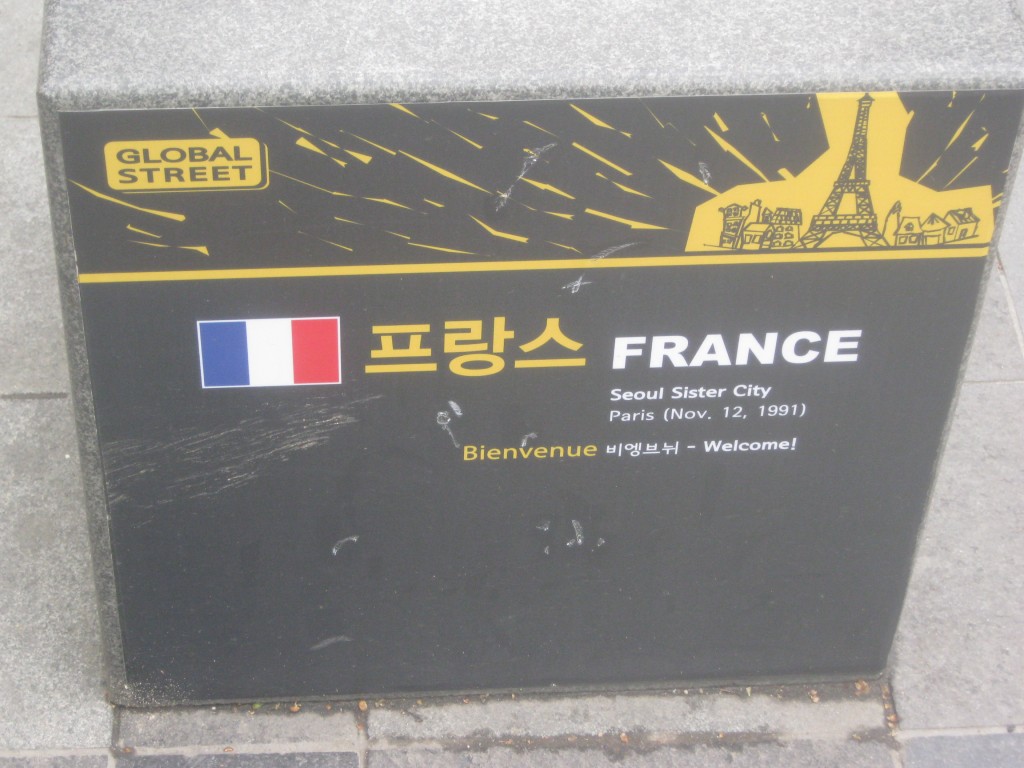 GLOBAL
STREET
프랑스 FRANCE
Seoul Sister City
Paris (Nov. 12, 1991)
Bienvenue 비엥브뉘 - Welcome!